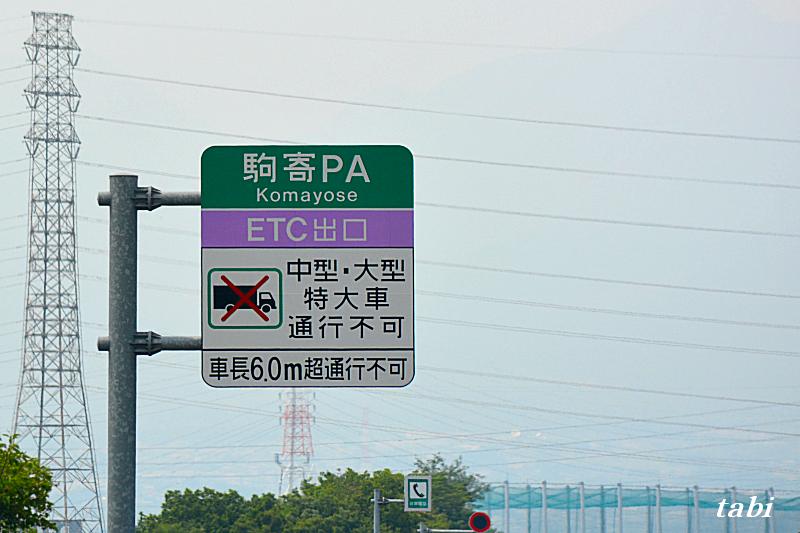 駒寄PA
Komayose
ETC出口
中型・大型
特大車
通行不可
車長6.0m超通行不可
tabi